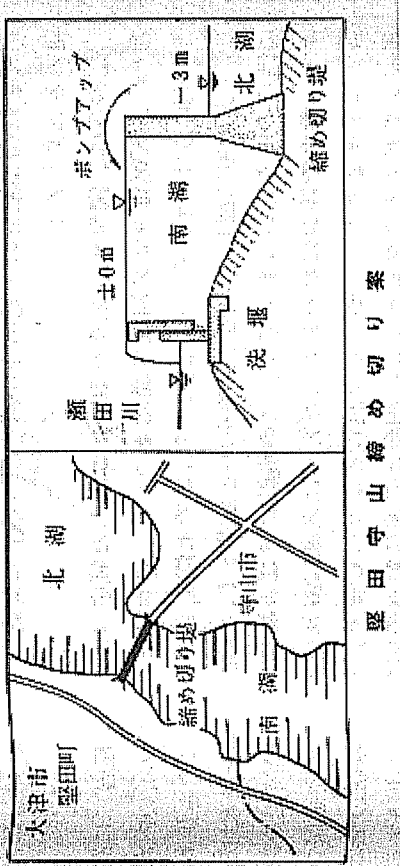 大津市
堅田町
北湖
締め切り堤
守山市
南湖
瀬田川
±0m
ポンプアップ
−3m
北湖
南湖
洗堰
締め切り堤
堅田守山締め切り案